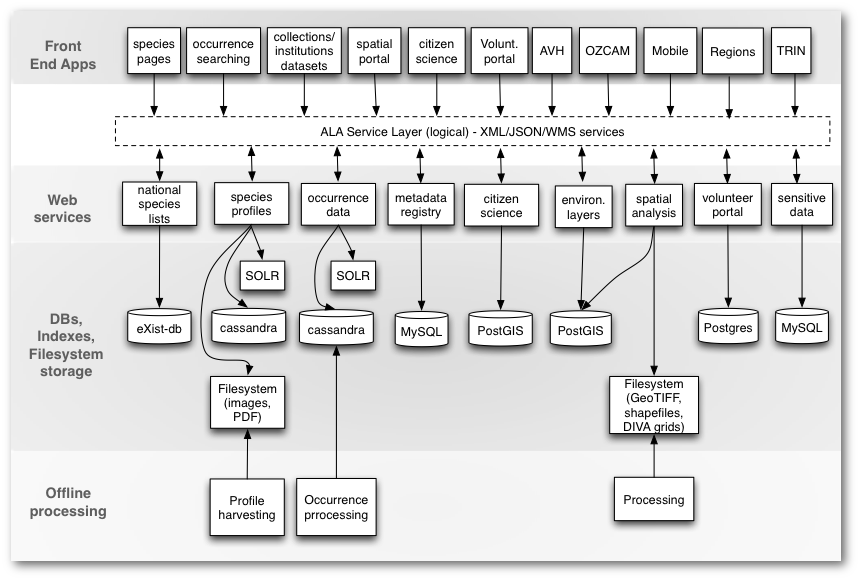 Front
End Apps
species
pages
occurrence
searching
collections/
institutions
datasets
spatial
portal
citizen
science
Volunt.
portal
AVH
OZCAM
Mobile
Regions
TRIN
ALA Service Layer (logical) - XML/JSON/WMS services
Web
services
national
species
lists
species
profiles
occurrence
data
metadata
registry
citizen
science
environ.
layers
spatial
analysis
volunteer
portal
sensitive
data
DBs,
Indexes,
Filesystem
storage
SOLR
SOLR
eXist-db
cassandra
cassandra
MySQL
PostGIS
PostGIS
Postgres
MySQL
Filesystem
(images,
PDF)
Filesystem
(GeoTIFF,
shapefiles,
DIVA grids)
Offline
processing
Profile
harvesting
Occurrence
prrocessing
Processing